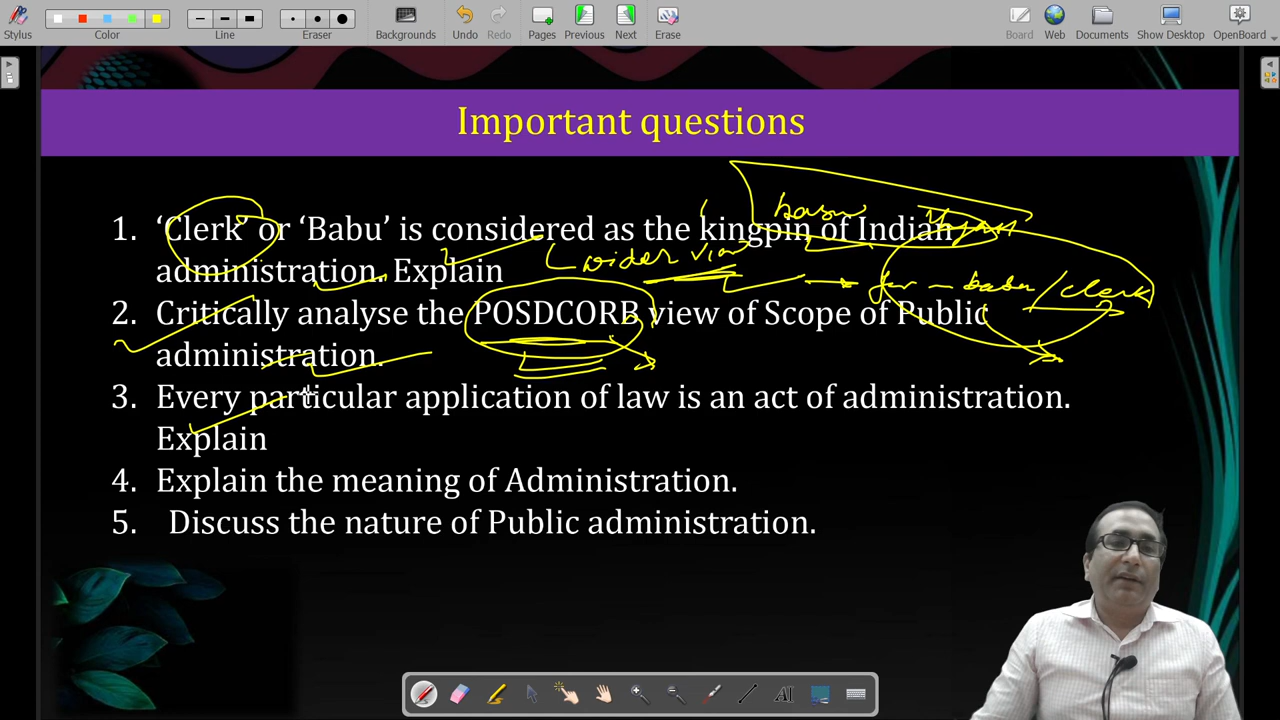 Stylus
Color
Line
Eraser
Backgrounds
Undo
Redo
Pages
Previous
Next
Erase
Board
Web
Documents
Show Desktop
OpenBoard
Important questions
1. ‘Clerk’ or ‘Babu’ is considered as the kingpin of Indian
administration. Explain
wider view
for - babu /clerk
2. Critically analyse the POSDCORB view of Scope of Public
administration.
3. Every particular application of law is an act of administration.
Explain
4. Explain the meaning of Administration.
5. Discuss the nature of Public administration.
AI